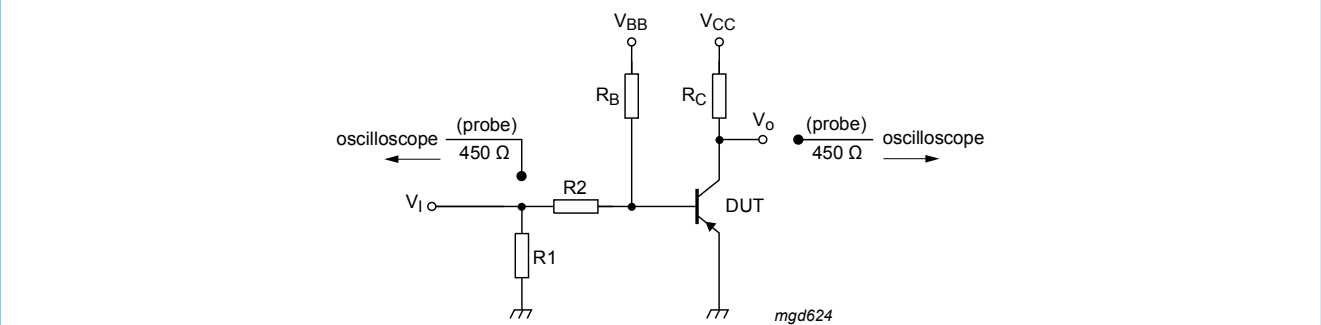 VBB
VCC
RB
RC
Vo
(probe)
oscilloscope
450 Ω
(probe)
oscilloscope
450 Ω
R2
VI
DUT
R1
mgd624